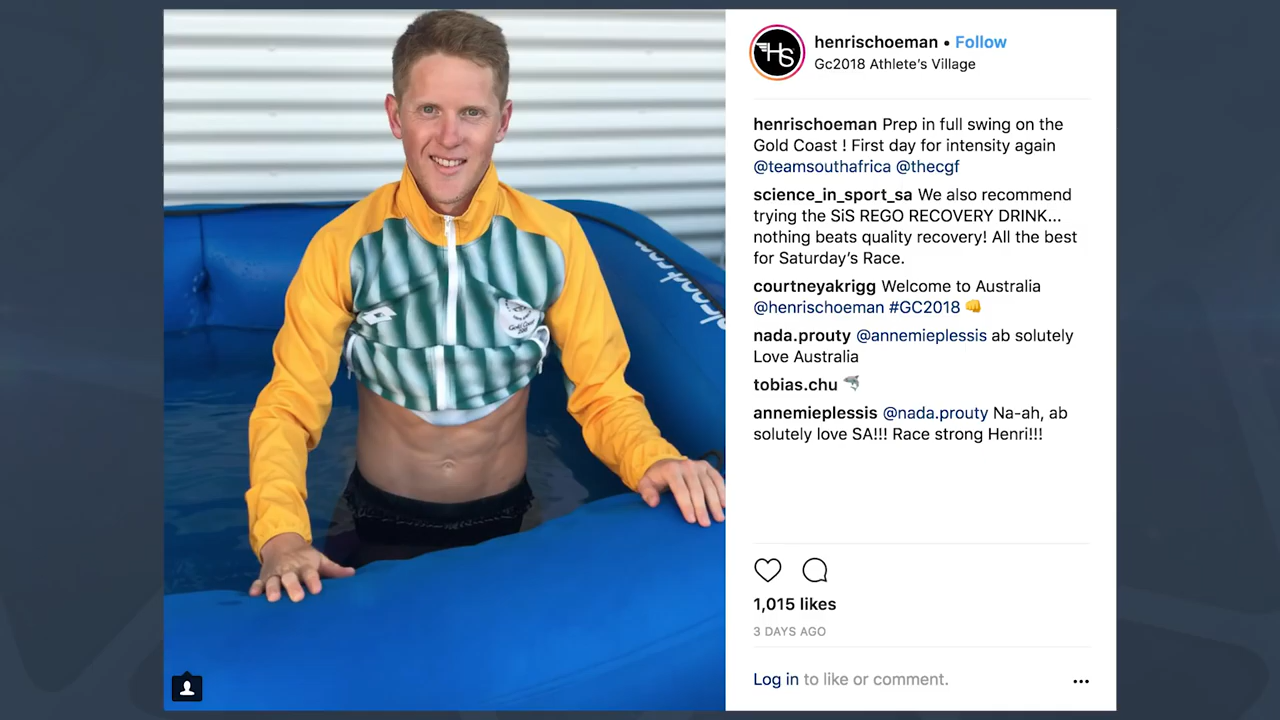 henrischoeman • Follow
Gc2018 Athlete's Village
henrischoeman Prep in full swing on the
Gold Coast ! First day for intensity again
@teamsouthafrica @thecgf
science_in_sport_sa We also recommend
trying the SiS REGO RECOVERY DRINK...
nothing beats quality recovery! All the best
for Saturday's Race.
courtneyakrigg Welcome to Australia
@henrischoeman #GC2018 👊
nada.prouty @annemieplessis ab solutely
Love Australia
tobias.chu 🦈
annemieplessis @nada.prouty Na-ah, ab
solutely love SA!!! Race strong Henri!!!
1,015 likes
3 DAYS AGO
Log in to like or comment.
HS
Gold Coast